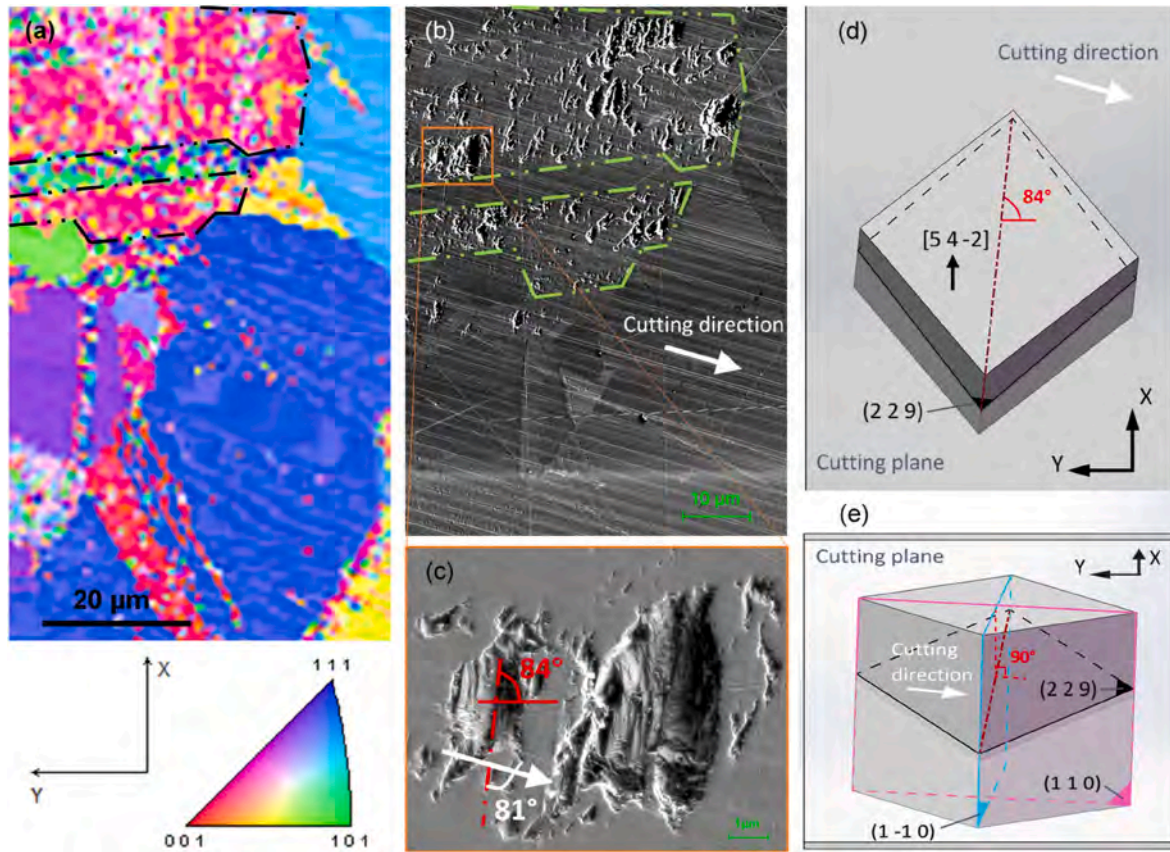 (a)
20 μm
X
Y
1 1 1
0 0 1
1 0 1
(b)
Cutting direction
10 μm
(c)
84°
81°
1μm
(d)
Cutting direction
84°
[5 4 -2]
(2 2 9)
X
Y
Cutting plane
(e)
Cutting plane
Y
X
Cutting
direction
90°
(2 2 9)
(1 1 0)
(1 -1 0)